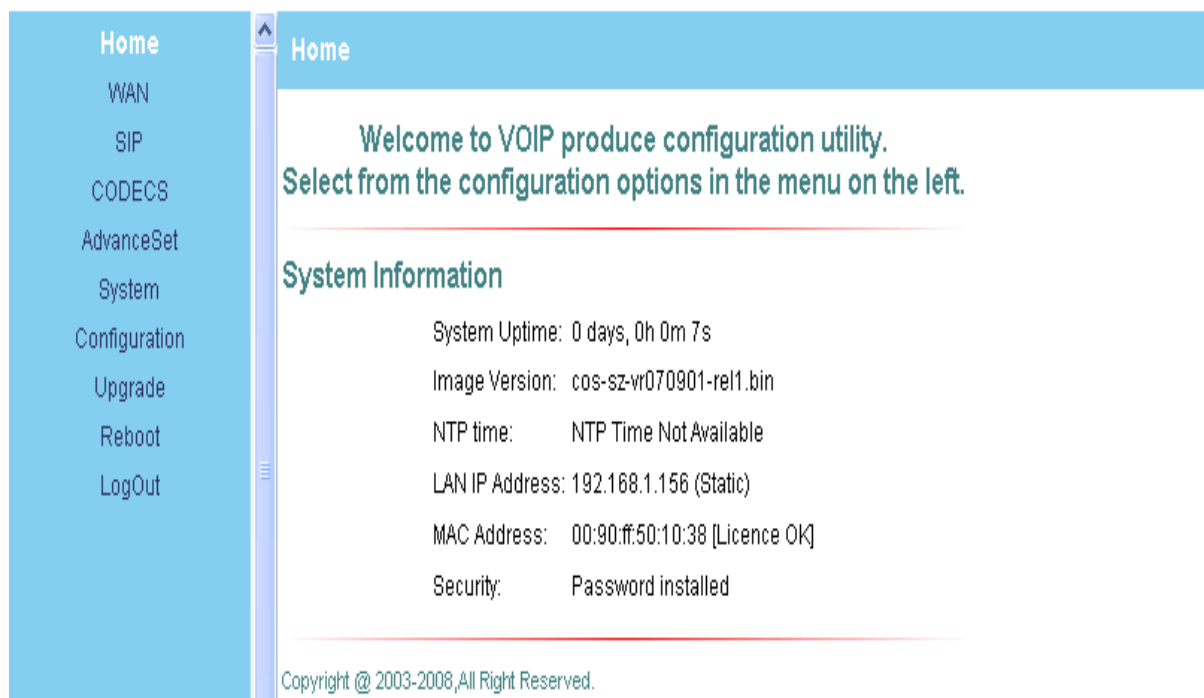 Home
WAN
SIP
CODECS
AdvanceSet
System
Configuration
Upgrade
Reboot
LogOut
Home
Welcome to VOIP produce configuration utility.
Select from the configuration options in the menu on the left.
System Information
System Uptime: 0 days, 0h 0m 7s
Image Version: cos-sz-vr070901-rel1.bin
NTP time: NTP Time Not Available
LAN IP Address: 192.168.1.156 (Static)
MAC Address: 00:90:ff:50:10:38 [Licence OK]
Security: Password installed
Copyright @ 2003-2008,All Right Reserved.